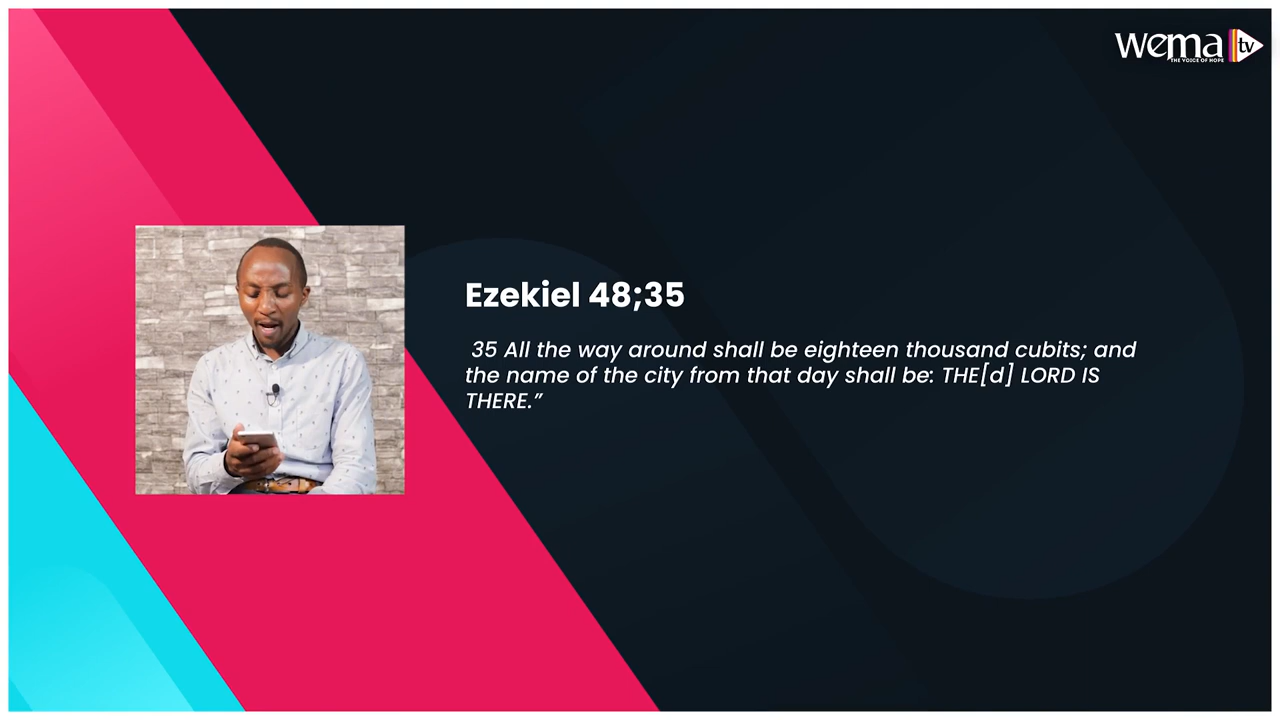 wema tv
THE VOICE OF HOPE
Ezekiel 48;35
35 All the way around shall be eighteen thousand cubits; and
the name of the city from that day shall be: THE[d] LORD IS
THERE.”